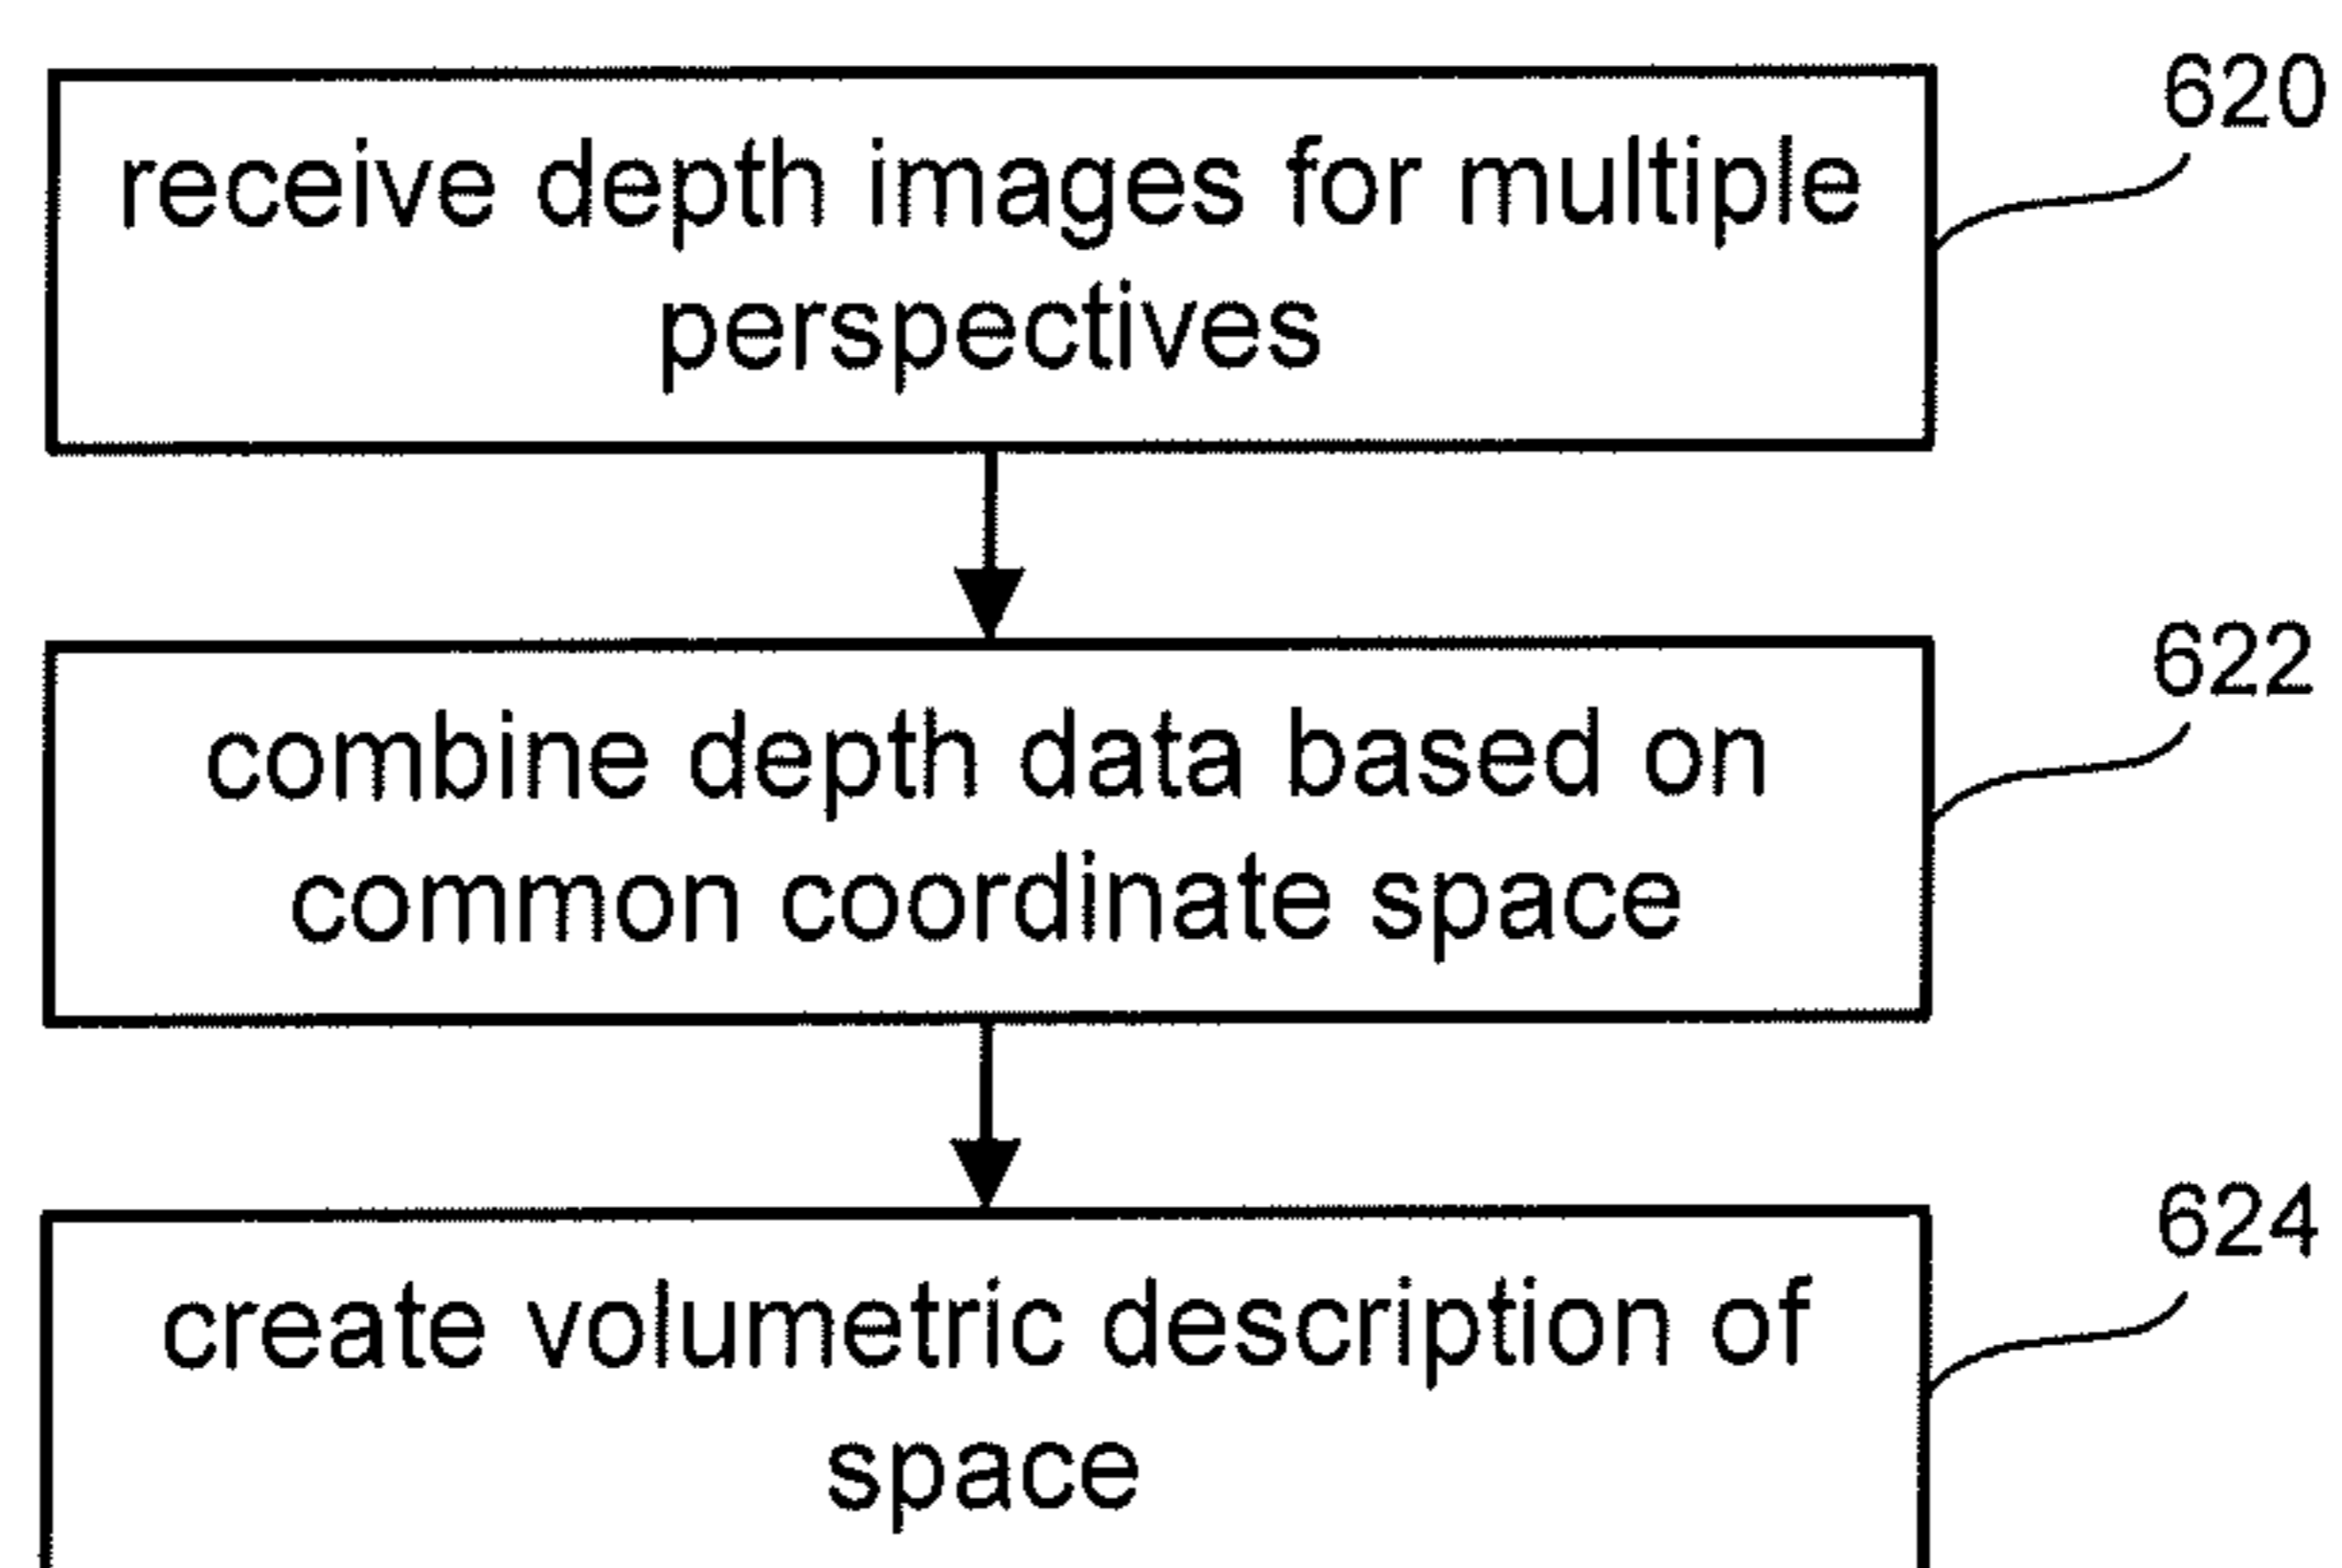 620
receive depth images for multiple
perspectives
622
combine depth data based on
common coordinate space
624
create volumetric description of
space